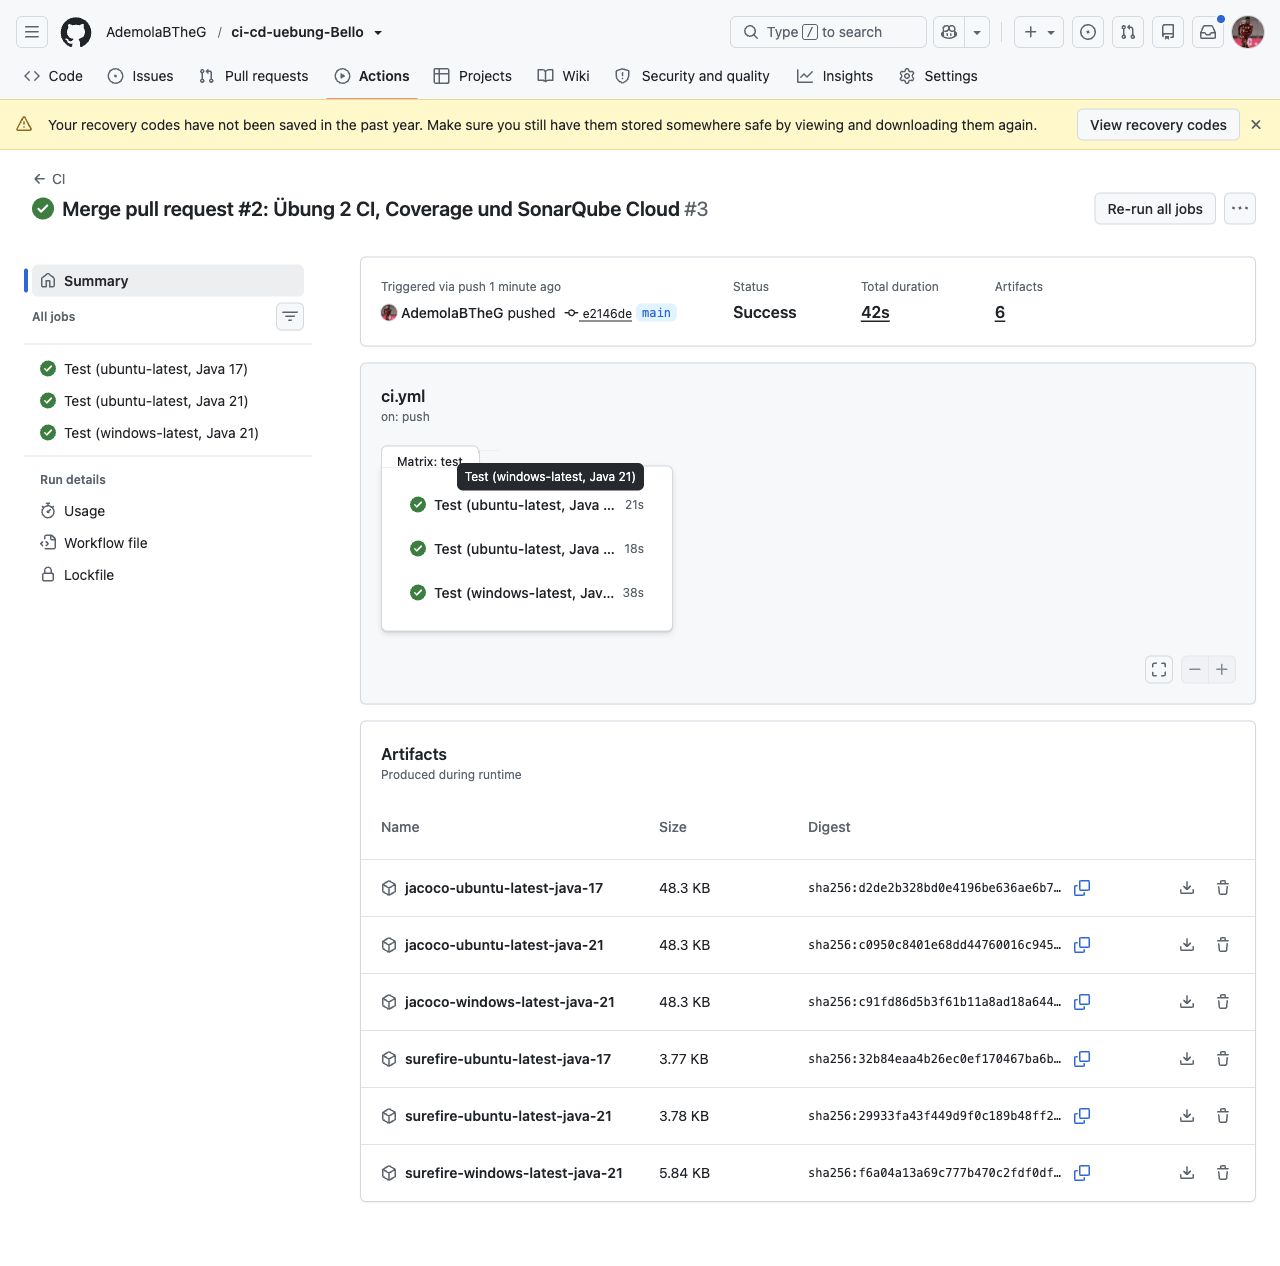 AdemolaBTheG / ci-cd-uebung-Bello
Type / to search
Code Issues Pull requests Actions Projects Wiki Security and quality Insights Settings
Your recovery codes have not been saved in the past year. Make sure you still have them stored somewhere safe by viewing and downloading them again.
View recovery codes
CI
Merge pull request #2: Übung 2 CI, Coverage und SonarQube Cloud #3
Re-run all jobs
Summary
All jobs
Test (ubuntu-latest, Java 17)
Test (ubuntu-latest, Java 21)
Test (windows-latest, Java 21)
Run details
Usage
Workflow file
Lockfile
Triggered via push 1 minute ago
AdemolaBTheG pushed e2146de main
Status
Success
Total duration
42s
Artifacts
6
ci.yml
on: push
Matrix: test
Test (windows-latest, Java 21)
Test (ubuntu-latest, Java ... 21s
Test (ubuntu-latest, Java ... 18s
Test (windows-latest, Jav... 38s
Artifacts
Produced during runtime
Name Size Digest
jacoco-ubuntu-latest-java-17 48.3 KB sha256:d2de2b328bd0e4196be636ae6b7…
jacoco-ubuntu-latest-java-21 48.3 KB sha256:c0950c8401e68dd44760016c945…
jacoco-windows-latest-java-21 48.3 KB sha256:c91fd86d5b3f61b11a8ad18a644…
surefire-ubuntu-latest-java-17 3.77 KB sha256:32b84eaa4b26ec0ef170467ba6b…
surefire-ubuntu-latest-java-21 3.78 KB sha256:29933fa43f449d9f0c189b48ff2…
surefire-windows-latest-java-21 5.84 KB sha256:f6a04a13a69c777b470c2fdf0df…